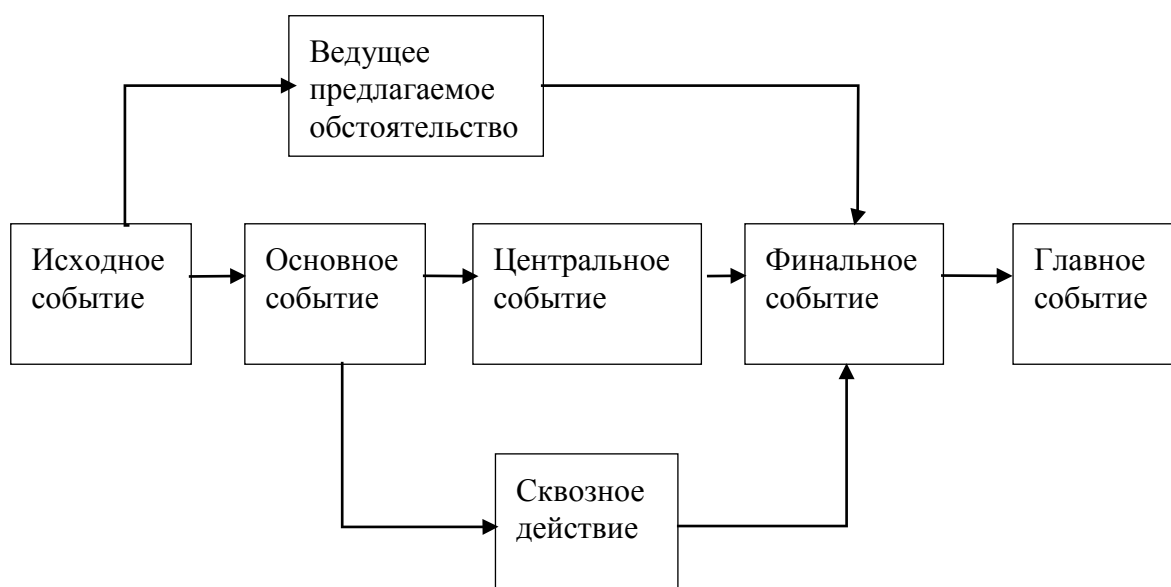 Ведущее
предлагаемое
обстоятельство
Исходное
событие
Основное
событие
Центральное
событие
Финальное
событие
Главное
событие
Сквозное
действие